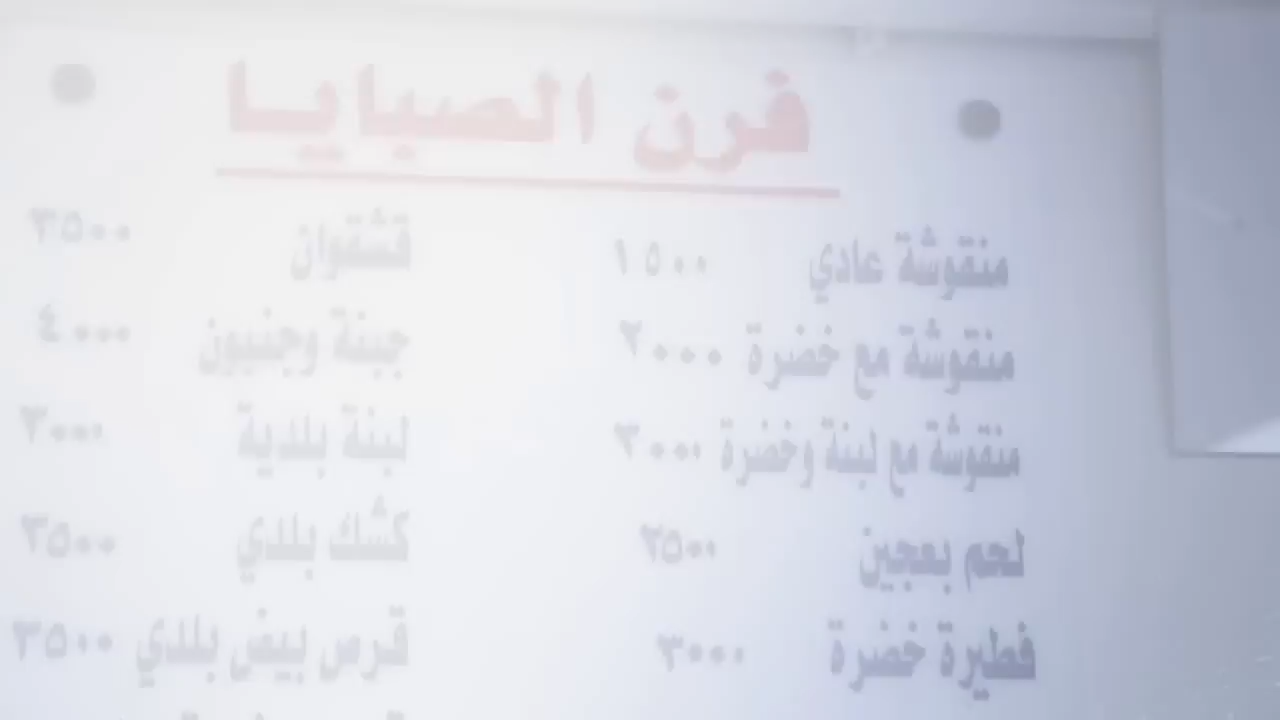 فرن الصبايا
منقوشة عادي ١٥٠٠
منقوشة مع خضرة ٢٠٠٠
منقوشة مع لبنة وخضرة ٣٠٠٠
لحم بعجين ٢٥٠٠
فطيرة خضرة ٣٠٠٠
قشقوان ٣٥٠٠
جبنة وجنبون ٤٠٠٠
لبنة بلدية ٣٠٠٠
كشك بلدي ٣٥٠٠
قرص بيض بلدي ٣٥٠٠